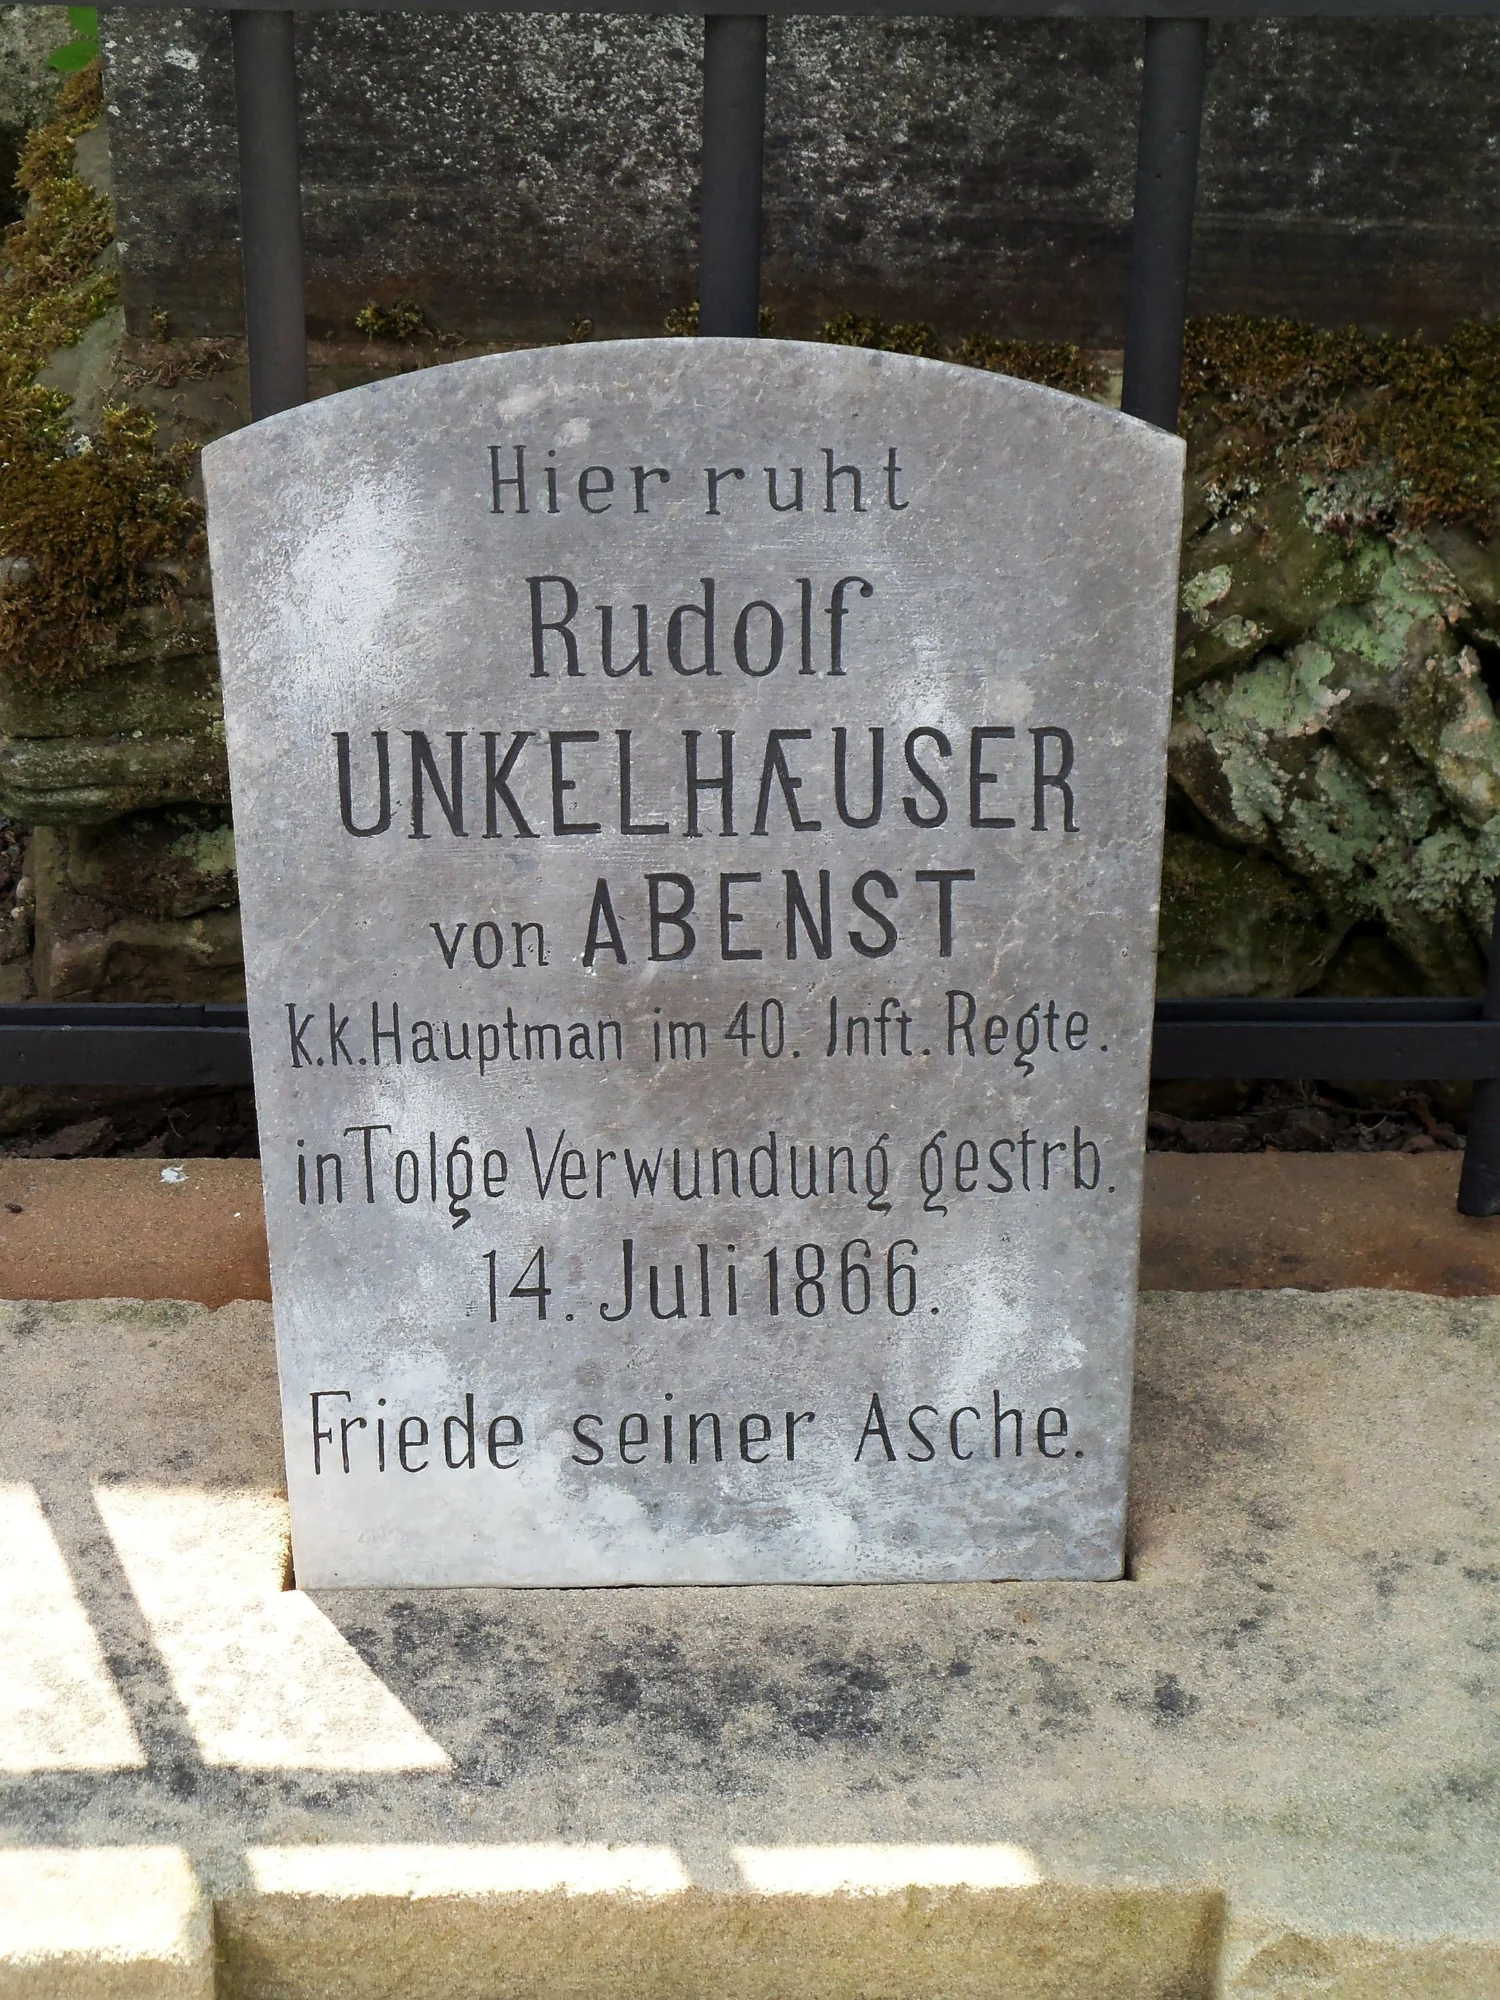 Hier ruht
Rudolf
UNKELHÆUSER
von ABENST
K.K. Hauptman im 40. Inft. Regte.
in Tolge Verwundung gestrb.
14. Juli 1866.
Friede seiner Asche.